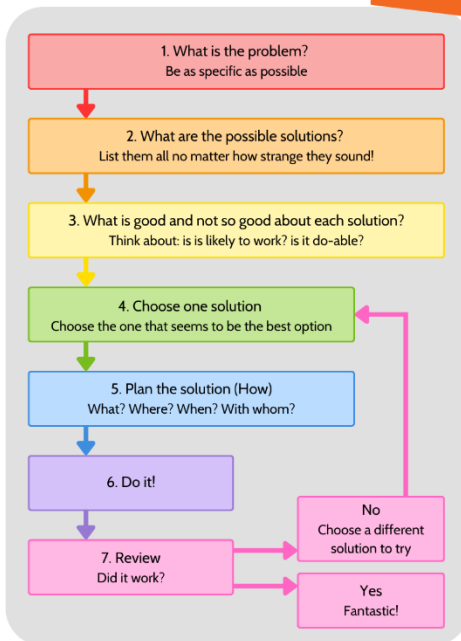 1. What is the problem?
Be as specific as possible
2. What are the possible solutions?
List them all no matter how strange they sound!
3. What is good and not so good about each solution?
Think about: is is likely to work? is it do-able?
4. Choose one solution
Choose the one that seems to be the best option
5. Plan the solution (How)
What? Where? When? With whom?
6. Do it!
7. Review
Did it work?
No
Choose a different
solution to try
Yes
Fantastic!